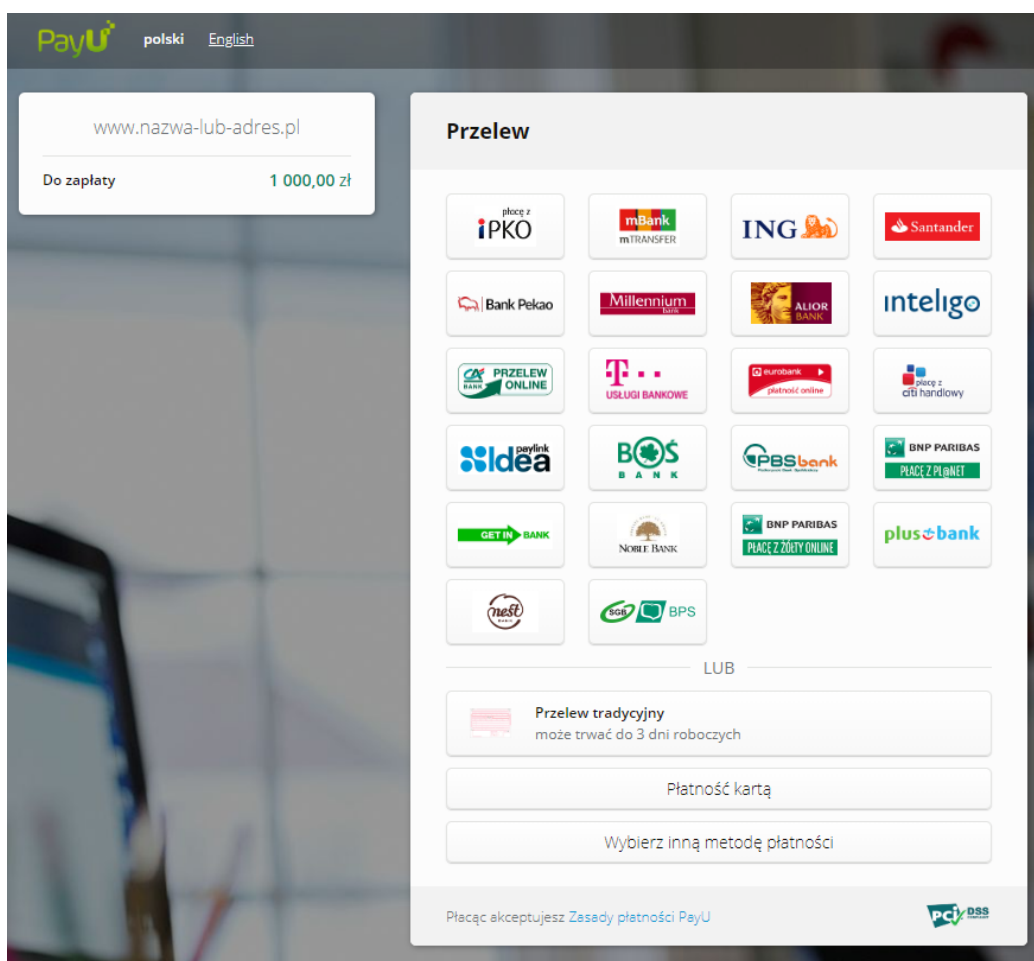 PayU polski English
www.nazwa-lub-adres.pl
Do zapłaty 1 000,00 zł
Przelew
płacę z
iPKO
mBank
mTRANSFER
ING
Santander
Bank Pekao
Millennium
bank
ALIOR
BANK
inteligo
CA BANK PRZELEW
ONLINE
T
USŁUGI BANKOWE
eurobank
płatność online
płacę z
citi handlowy
paylink
Idea
BOŚ
BANK
PBSbank
BNP PARIBAS
PŁACĘ Z PL@NET
GET IN BANK
NOBLE BANK
BNP PARIBAS
PŁACĘ Z ŻÓŁTY ONLINE
plus bank
nest
BANK
SGB BPS
LUB
Przelew tradycyjny
może trwać do 3 dni roboczych
Płatność kartą
Wybierz inną metodę płatności
Płacąc akceptujesz Zasady płatności PayU
PCI DSS